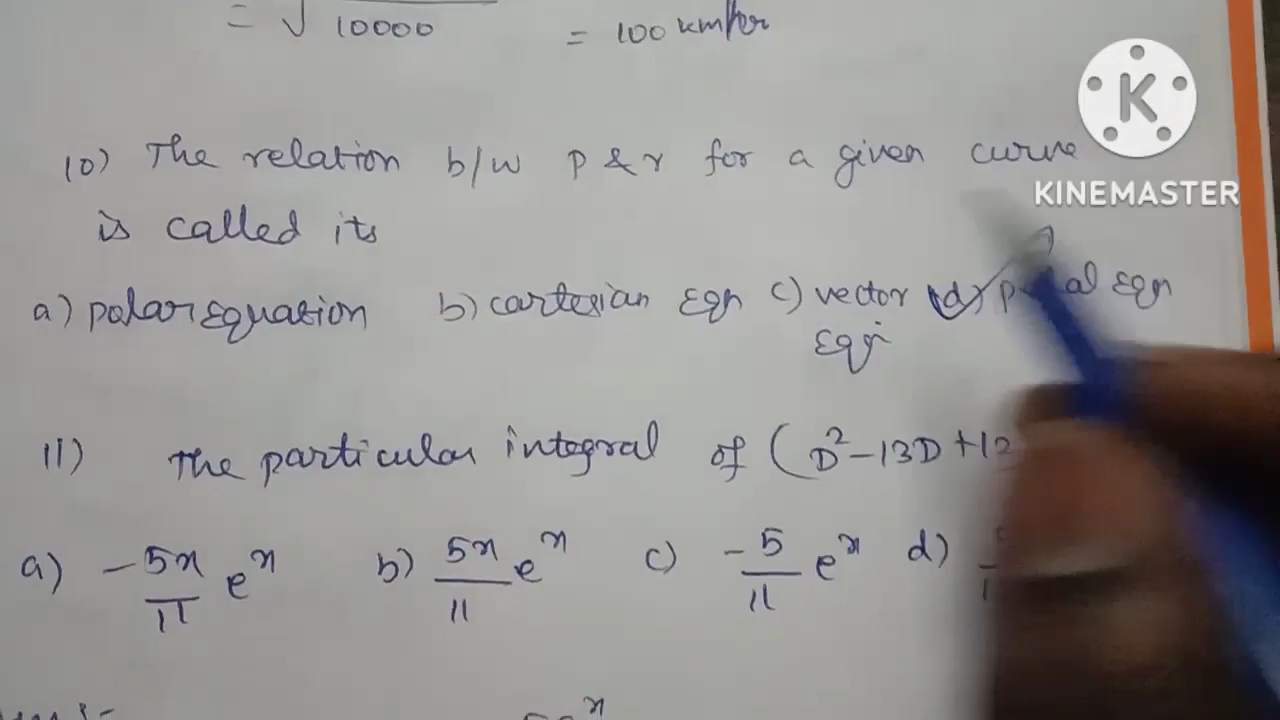 = √10000 = 100 km/hr
10) The relation b/w p & r for a given curve
is called its
a) polar Equation b) cartesian Eqn c) vector Eqn d) pedal Eqn
11) The particular integral of (D²-13D+12
a) -5x/11 eˣ b) 5x/11 eˣ c) -5/11 eˣ d)
K
KINEMASTER